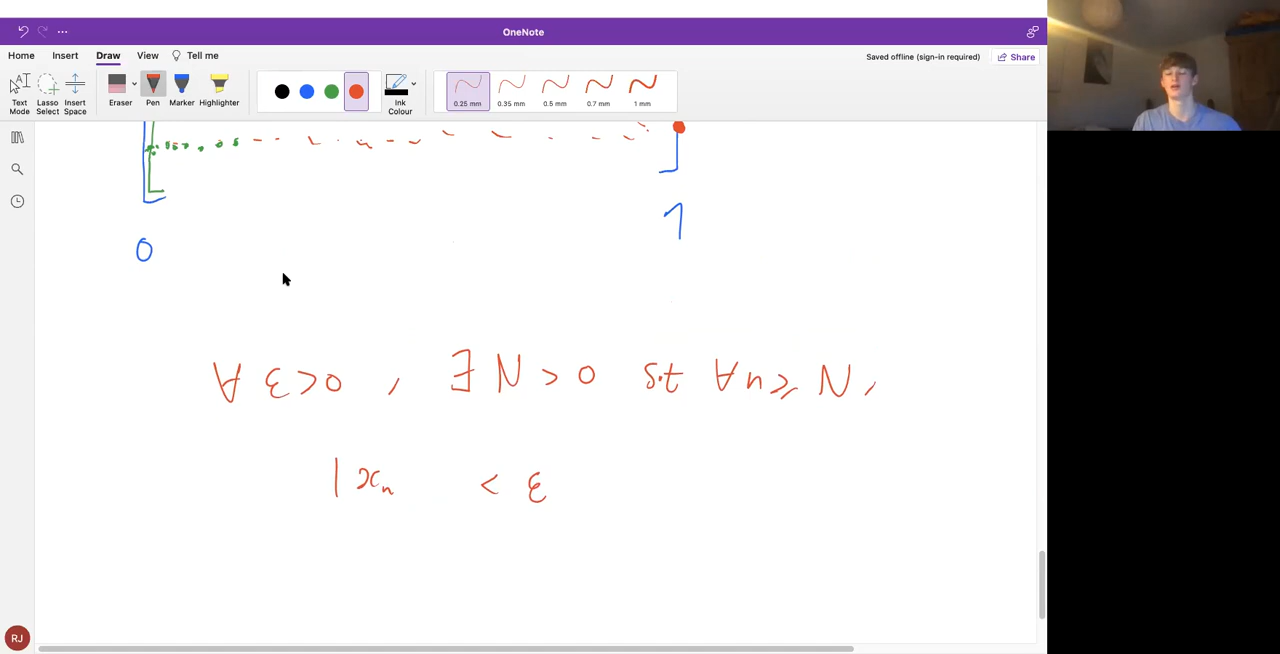 OneNote
Home Insert Draw View Tell me
Saved offline (sign-in required) Share
Text Mode
Lasso Select
Insert Space
Eraser
Pen
Marker
Highlighter
Ink Colour
0.25 mm
0.35 mm
0.5 mm
0.7 mm
1 mm
0
1
∀ ε>0 , ∃ N > 0 s.t ∀n ⩾ N,
|xₙ < ε
RJ